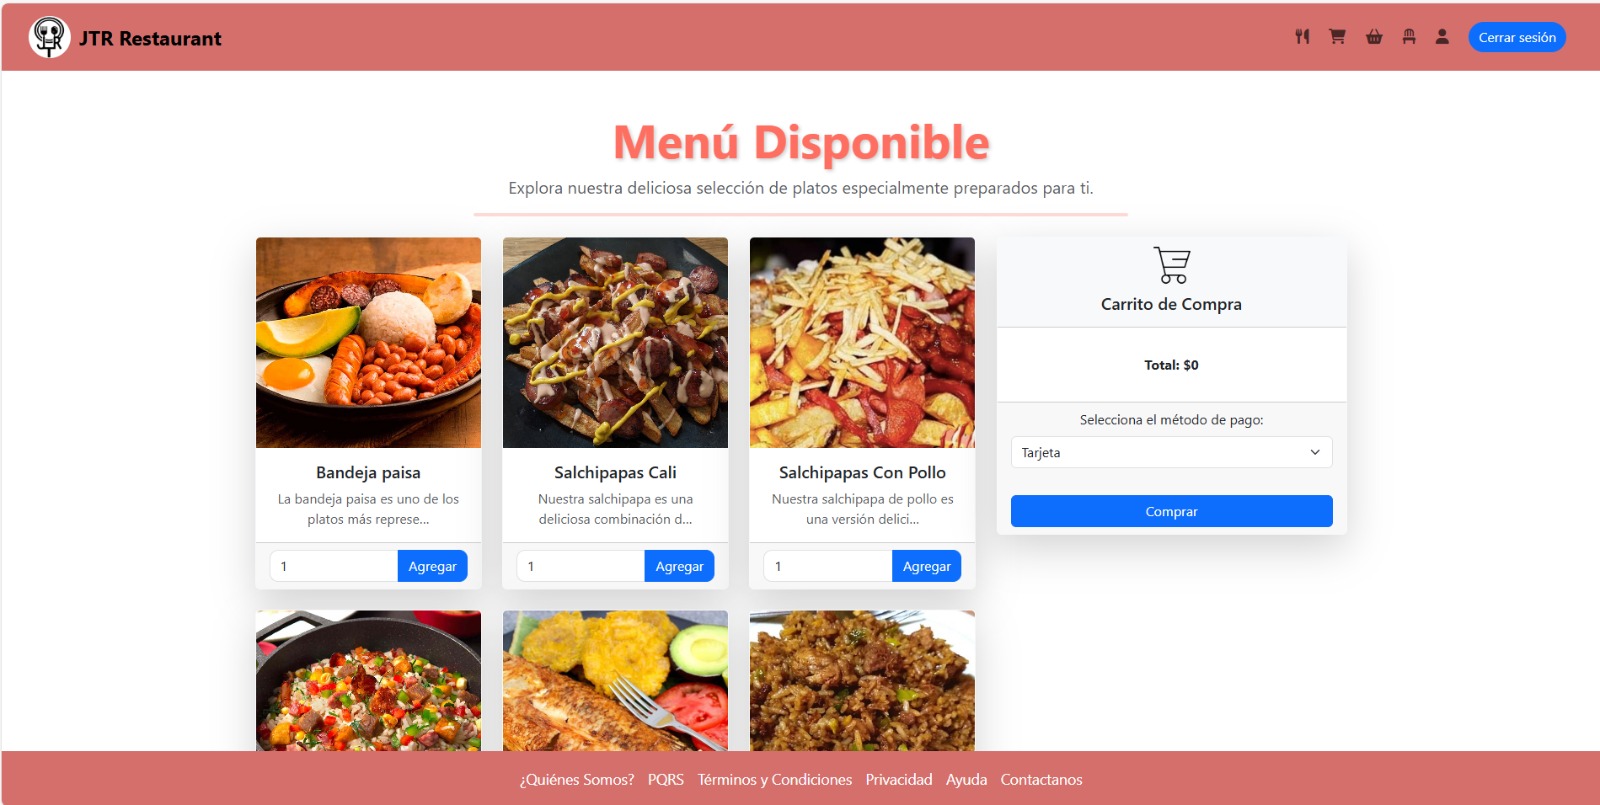 JTR
JTR Restaurant
Cerrar sesión
Menú Disponible
Explora nuestra deliciosa selección de platos especialmente preparados para ti.
Bandeja paisa
La bandeja paisa es uno de los
platos más represe...
1
Agregar
Salchipapas Cali
Nuestra salchipapa es una
deliciosa combinación d...
1
Agregar
Salchipapas Con Pollo
Nuestra salchipapa de pollo es
una versión delici...
1
Agregar
Carrito de Compra
Total: $0
Selecciona el método de pago:
Tarjeta
Comprar
¿Quiénes Somos? PQRS Términos y Condiciones Privacidad Ayuda Contactanos